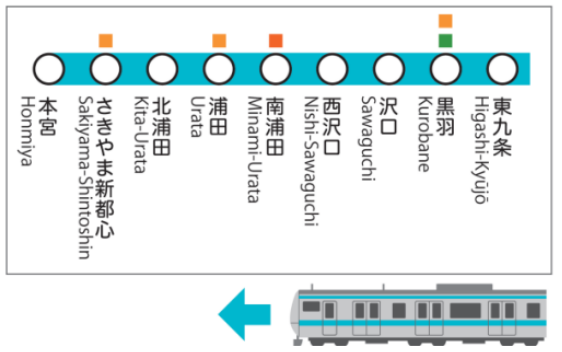 本宮
Honmiya
さきやま新都心
Sakiyama-Shintoshin
北浦田
Kita-Urata
浦田
Urata
南浦田
Minami-Urata
西沢口
Nishi-Sawaguchi
沢口
Sawaguchi
黒羽
Kurobane
東九条
Higashi-Kyūjō